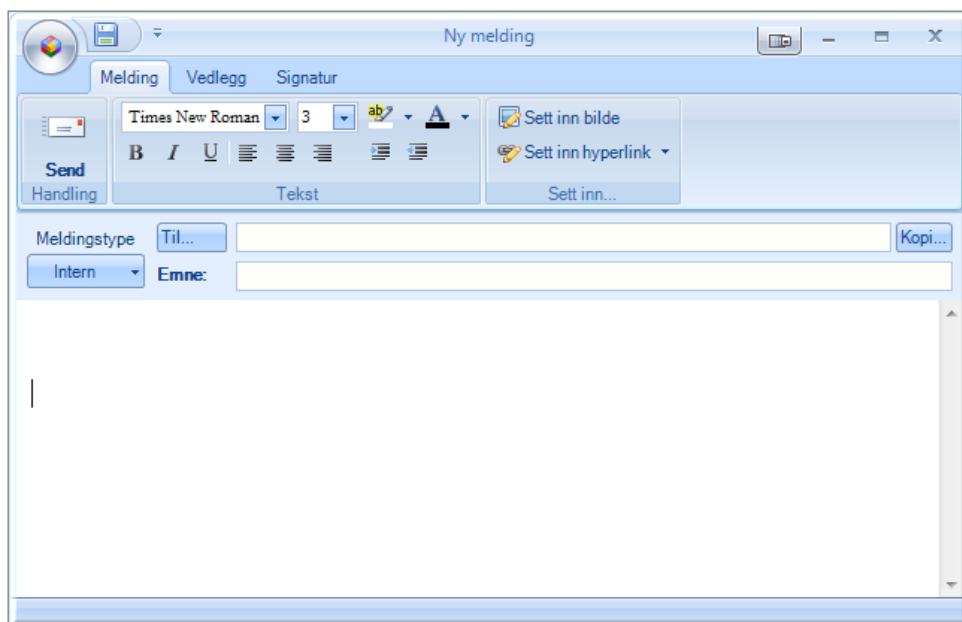 Ny melding
Melding Vedlegg Signatur
Times New Roman 3 ab A Sett inn bilde
B I U Sett inn hyperlink
Send
Handling Tekst Sett inn...
Meldingstype Til... Kopi...
Intern Emne: